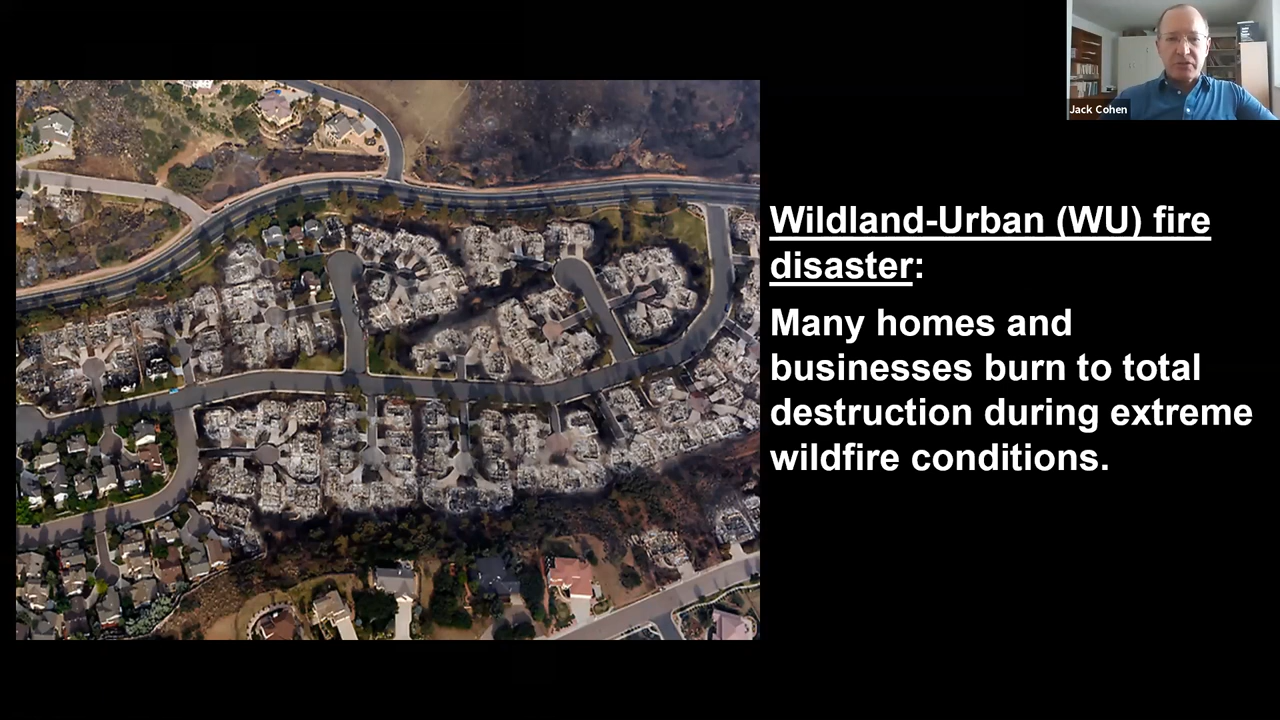 Jack Cohen
Wildland-Urban (WU) fire
disaster:
Many homes and
businesses burn to total
destruction during extreme
wildfire conditions.